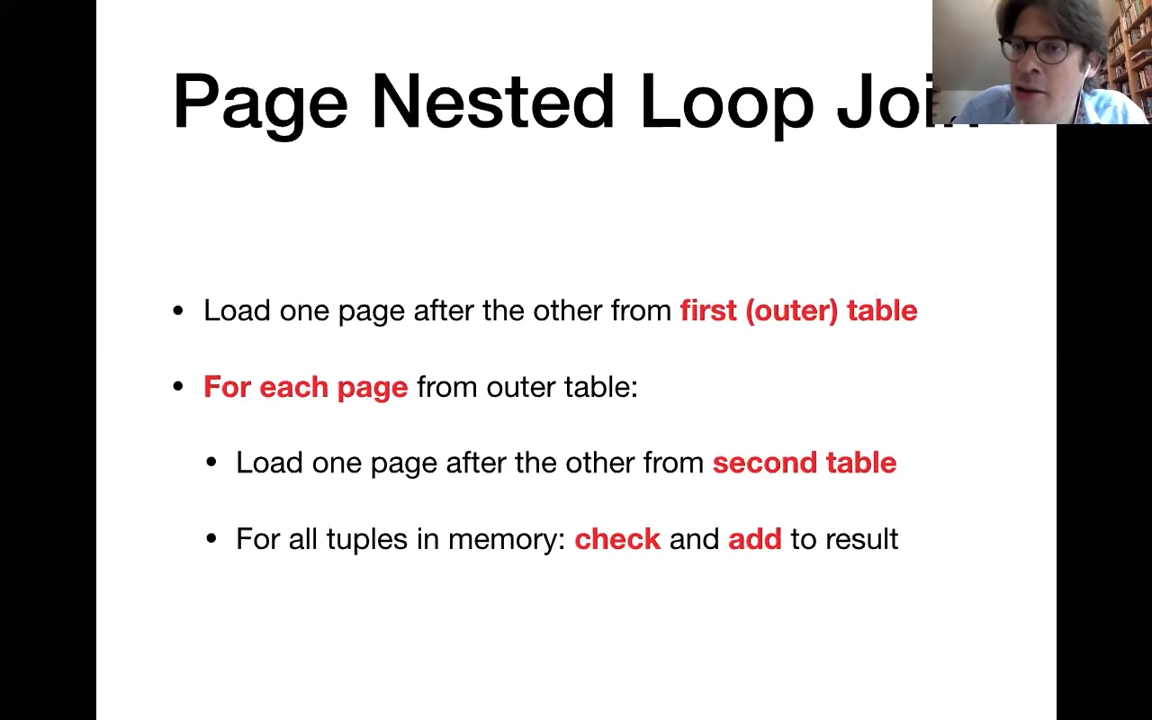 Page Nested Loop Join
• Load one page after the other from first (outer) table
• For each page from outer table:
• Load one page after the other from second table
• For all tuples in memory: check and add to result